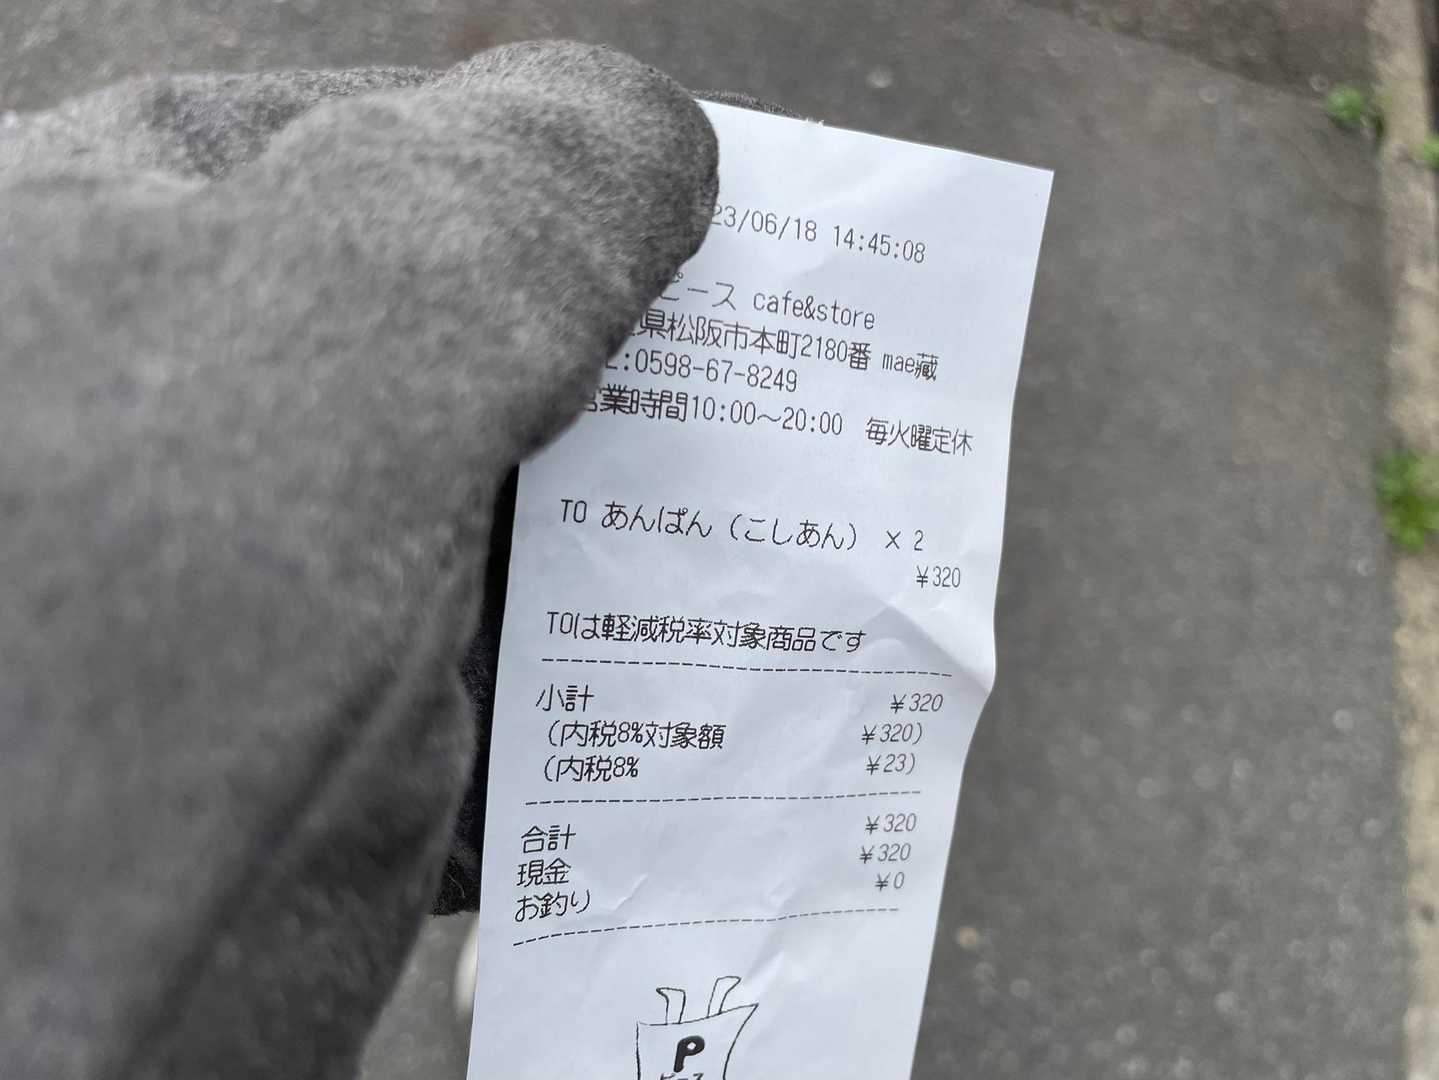 23/06/18 14:45:08
ピース cafe&store
県松阪市本町2180番 mae蔵
:0598-67-8249
営業時間10:00～20:00 毎火曜定休
TO あんぱん（こしあん） × 2
¥320
TOは軽減税率対象商品です
小計 ¥320
(内税8%対象額 ¥320)
(内税8% ¥23)
合計 ¥320
現金 ¥320
お釣り ¥0
P
ピース